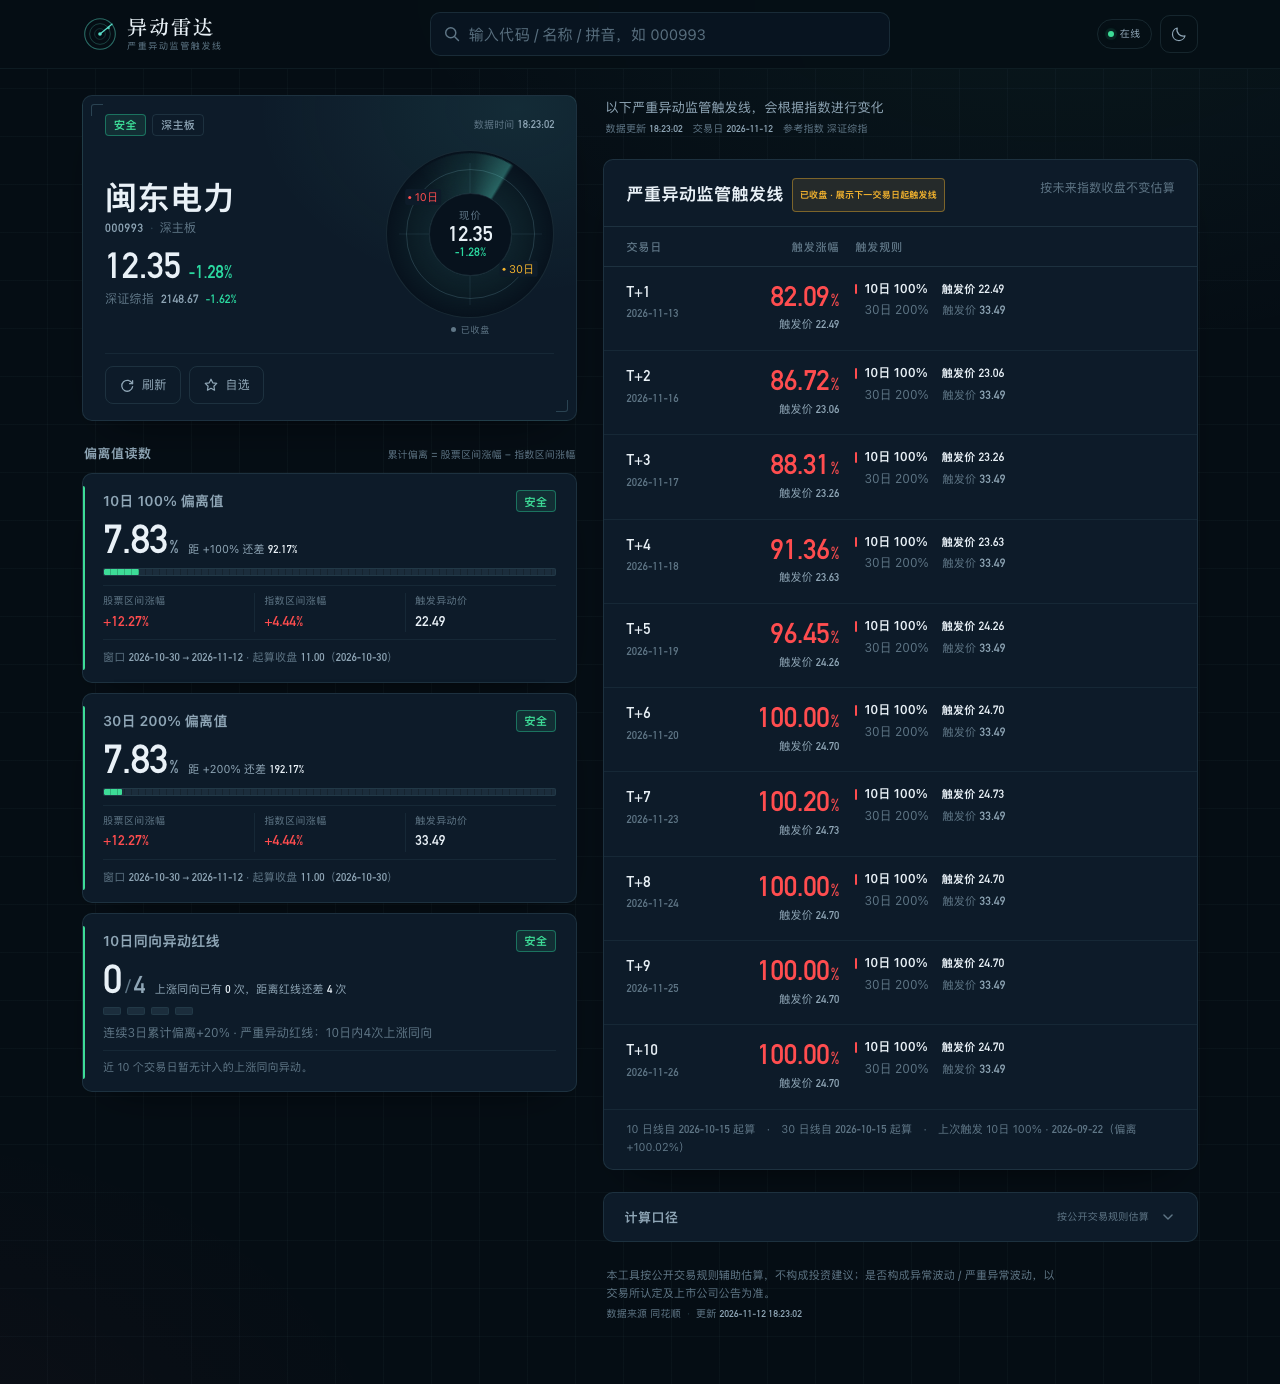 异动雷达
严重异动监管触发线
输入代码 / 名称 / 拼音，如 000993
在线
安全 深主板
数据时间 18:23:02
闽东电力
000993 · 深主板
12.35 -1.28%
深证综指 2148.67 -1.62%
10日
现价
12.35
-1.28%
30日
已收盘
刷新
自选
偏离值读数
累计偏离 = 股票区间涨幅 − 指数区间涨幅
10日 100% 偏离值
安全
7.83% 距 +100% 还差 92.17%
股票区间涨幅 指数区间涨幅 触发异动价
+12.27% +4.44% 22.49
窗口 2026-10-30 → 2026-11-12 · 起算收盘 11.00（2026-10-30）
30日 200% 偏离值
安全
7.83% 距 +200% 还差 192.17%
股票区间涨幅 指数区间涨幅 触发异动价
+12.27% +4.44% 33.49
窗口 2026-10-30 → 2026-11-12 · 起算收盘 11.00（2026-10-30）
10日同向异动红线
安全
0/4 上涨同向已有 0 次，距离红线还差 4 次
连续3日累计偏离+20% · 严重异动红线：10日内4次上涨同向
近 10 个交易日暂无计入的上涨同向异动。
以下严重异动监管触发线，会根据指数进行变化
数据更新 18:23:02 交易日 2026-11-12 参考指数 深证综指
严重异动监管触发线
已收盘 · 展示下一交易日起触发线
按未来指数收盘不变估算
交易日 触发涨幅 触发规则
T+1 82.09% 10日 100% 触发价 22.49
2026-11-13 触发价 22.49 30日 200% 触发价 33.49
T+2 86.72% 10日 100% 触发价 23.06
2026-11-16 触发价 23.06 30日 200% 触发价 33.49
T+3 88.31% 10日 100% 触发价 23.26
2026-11-17 触发价 23.26 30日 200% 触发价 33.49
T+4 91.36% 10日 100% 触发价 23.63
2026-11-18 触发价 23.63 30日 200% 触发价 33.49
T+5 96.45% 10日 100% 触发价 24.26
2026-11-19 触发价 24.26 30日 200% 触发价 33.49
T+6 100.00% 10日 100% 触发价 24.70
2026-11-20 触发价 24.70 30日 200% 触发价 33.49
T+7 100.20% 10日 100% 触发价 24.73
2026-11-23 触发价 24.73 30日 200% 触发价 33.49
T+8 100.00% 10日 100% 触发价 24.70
2026-11-24 触发价 24.70 30日 200% 触发价 33.49
T+9 100.00% 10日 100% 触发价 24.70
2026-11-25 触发价 24.70 30日 200% 触发价 33.49
T+10 100.00% 10日 100% 触发价 24.70
2026-11-26 触发价 24.70 30日 200% 触发价 33.49
10 日线自 2026-10-15 起算 · 30 日线自 2026-10-15 起算 · 上次触发 10日 100% · 2026-09-22（偏离
+100.02%）
计算口径
按公开交易规则估算
本工具按公开交易规则辅助估算，不构成投资建议；是否构成异常波动 / 严重异常波动，以
交易所认定及上市公司公告为准。
数据来源 同花顺 · 更新 2026-11-12 18:23:02